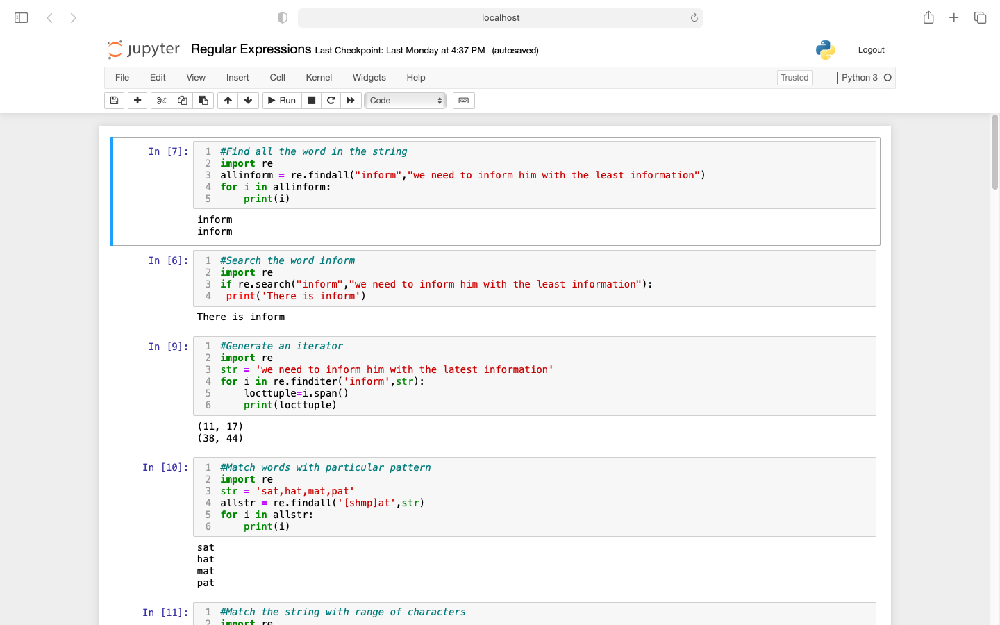 localhost
jupyter Regular Expressions Last Checkpoint: Last Monday at 4:37 PM (autosaved)
Logout
File Edit View Insert Cell Kernel Widgets Help
Trusted
Python 3
Run
Code
In [7]:
1 #Find all the word in the string
2 import re
3 allinform = re.findall("inform","we need to inform him with the least information")
4 for i in allinform:
5     print(i)
inform
inform
In [6]:
1 #Search the word inform
2 import re
3 if re.search("inform","we need to inform him with the least information"):
4  print('There is inform')
There is inform
In [9]:
1 #Generate an iterator
2 import re
3 str = 'we need to inform him with the latest information'
4 for i in re.finditer('inform',str):
5     locttuple=i.span()
6     print(locttuple)
(11, 17)
(38, 44)
In [10]:
1 #Match words with particular pattern
2 import re
3 str = 'sat,hat,mat,pat'
4 allstr = re.findall('[shmp]at',str)
5 for i in allstr:
6     print(i)
sat
hat
mat
pat
In [11]:
1 #Match the string with range of characters
2 import re